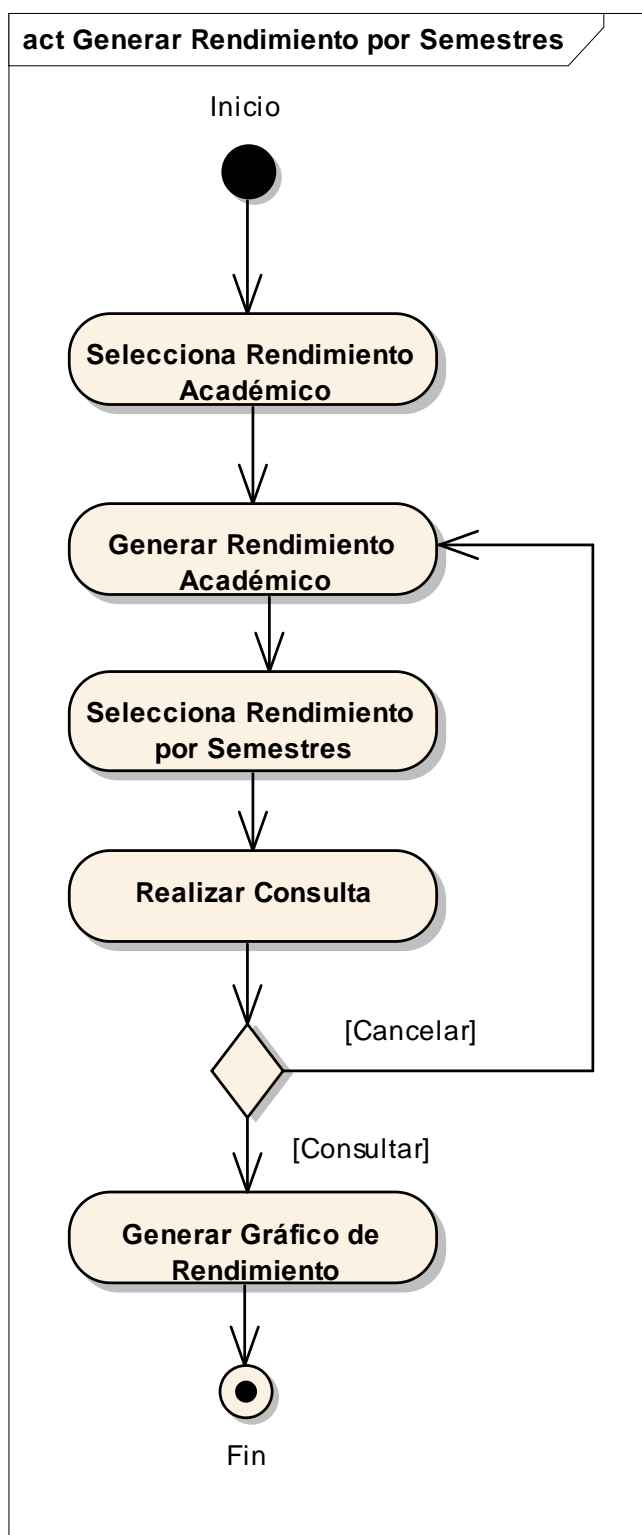 act Generar Rendimiento por Semestres
Inicio
Selecciona Rendimiento
Académico
Generar Rendimiento
Académico
Selecciona Rendimiento
por Semestres
Realizar Consulta
[Cancelar]
[Consultar]
Generar Gráfico de
Rendimiento
Fin